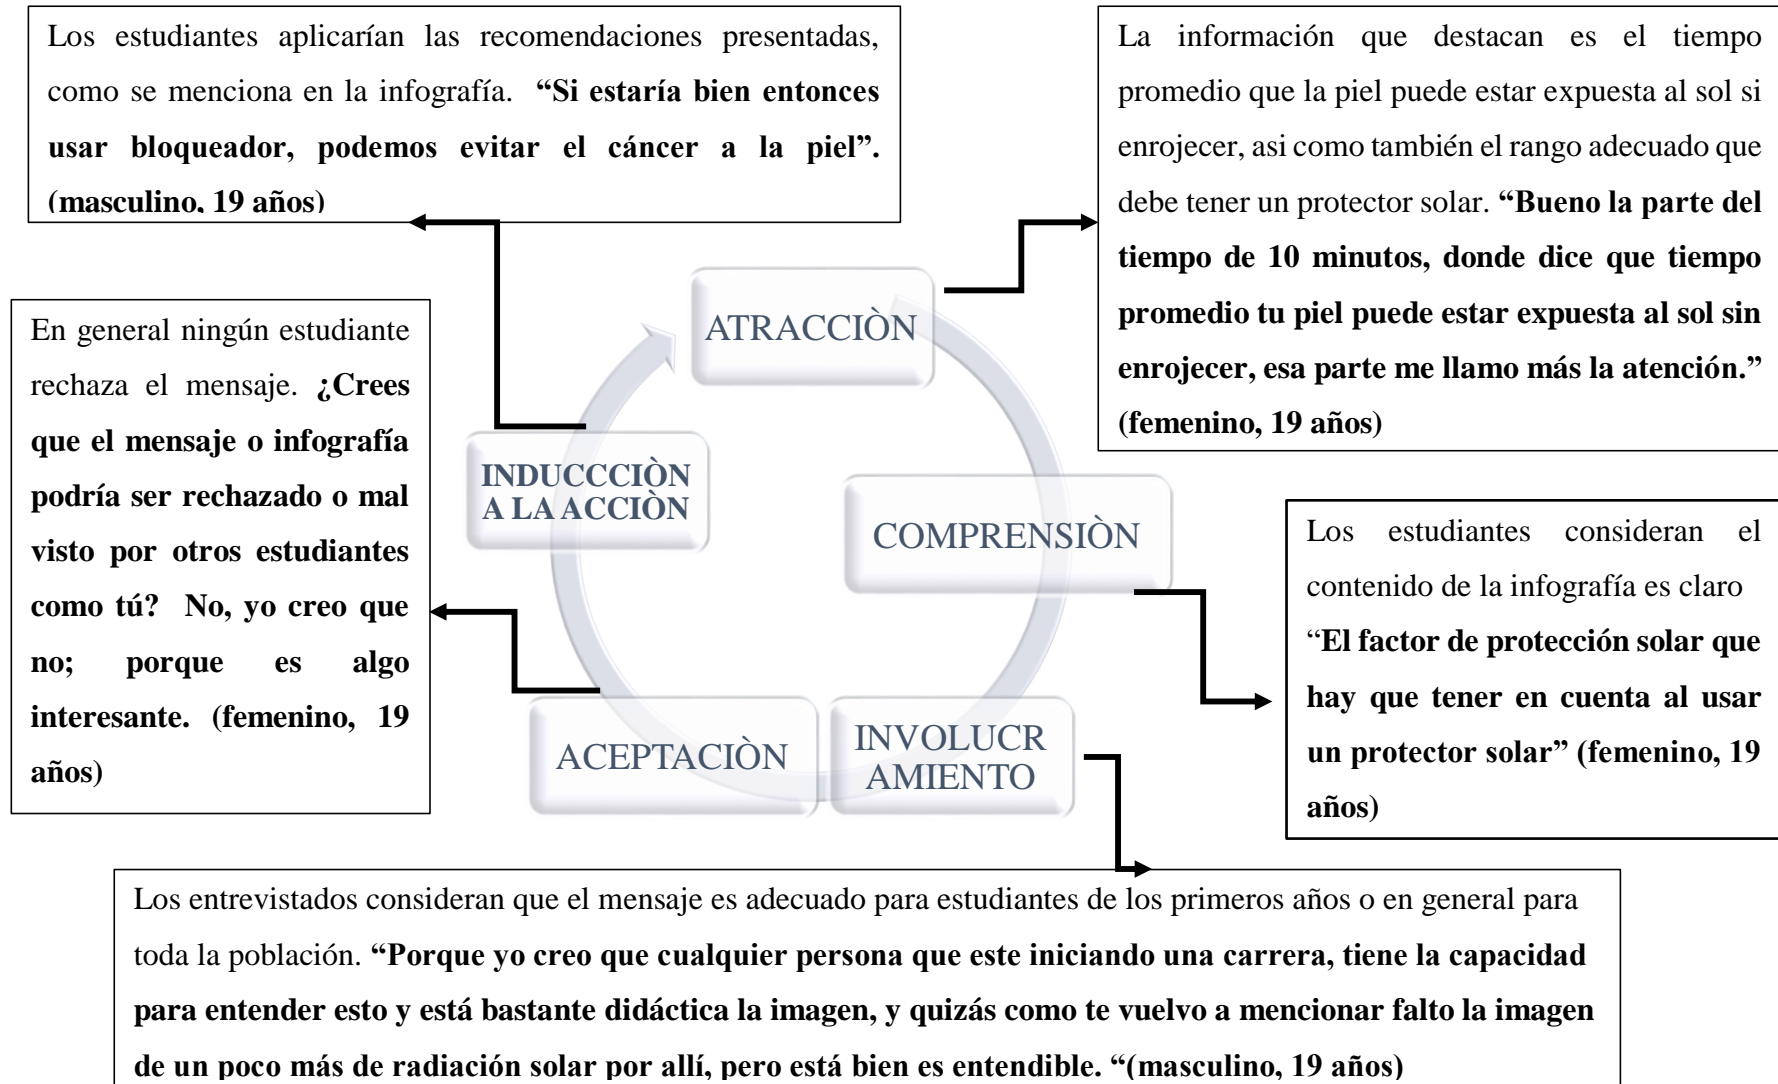 Los estudiantes aplicarían las recomendaciones presentadas,
como se menciona en la infografía. “Si estaría bien entonces
usar bloqueador, podemos evitar el cáncer a la piel”.
(masculino, 19 años)
La información que destacan es el tiempo
promedio que la piel puede estar expuesta al sol si
enrojecer, asi como también el rango adecuado que
debe tener un protector solar. “Bueno la parte del
tiempo de 10 minutos, donde dice que tiempo
promedio tu piel puede estar expuesta al sol sin
enrojecer, esa parte me llamo más la atención.”
(femenino, 19 años)
ATRACCIÒN
En general ningún estudiante
rechaza el mensaje. ¿Crees
que el mensaje o infografía
podría ser rechazado o mal
visto por otros estudiantes
como tú? No, yo creo que
no; porque es algo
interesante. (femenino, 19
años)
INDUCCCIÒN
A LA ACCIÒN
COMPRENSIÒN
Los estudiantes consideran el
contenido de la infografía es claro
“El factor de protección solar que
hay que tener en cuenta al usar
un protector solar” (femenino, 19
años)
ACEPTACIÒN
INVOLUCR
AMIENTO
Los entrevistados consideran que el mensaje es adecuado para estudiantes de los primeros años o en general para
toda la población. “Porque yo creo que cualquier persona que este iniciando una carrera, tiene la capacidad
para entender esto y está bastante didáctica la imagen, y quizás como te vuelvo a mencionar falto la imagen
de un poco más de radiación solar por allí, pero está bien es entendible. “(masculino, 19 años)